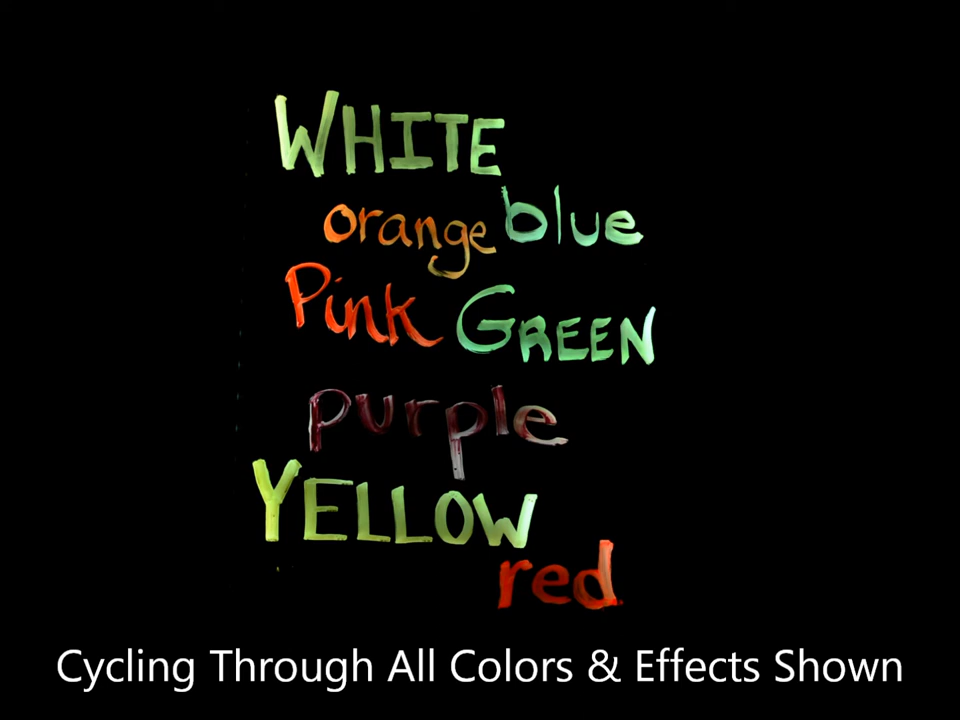 WHITE
orange blue
Pink GREEN
purple
YELLOW
red
Cycling Through All Colors & Effects Shown